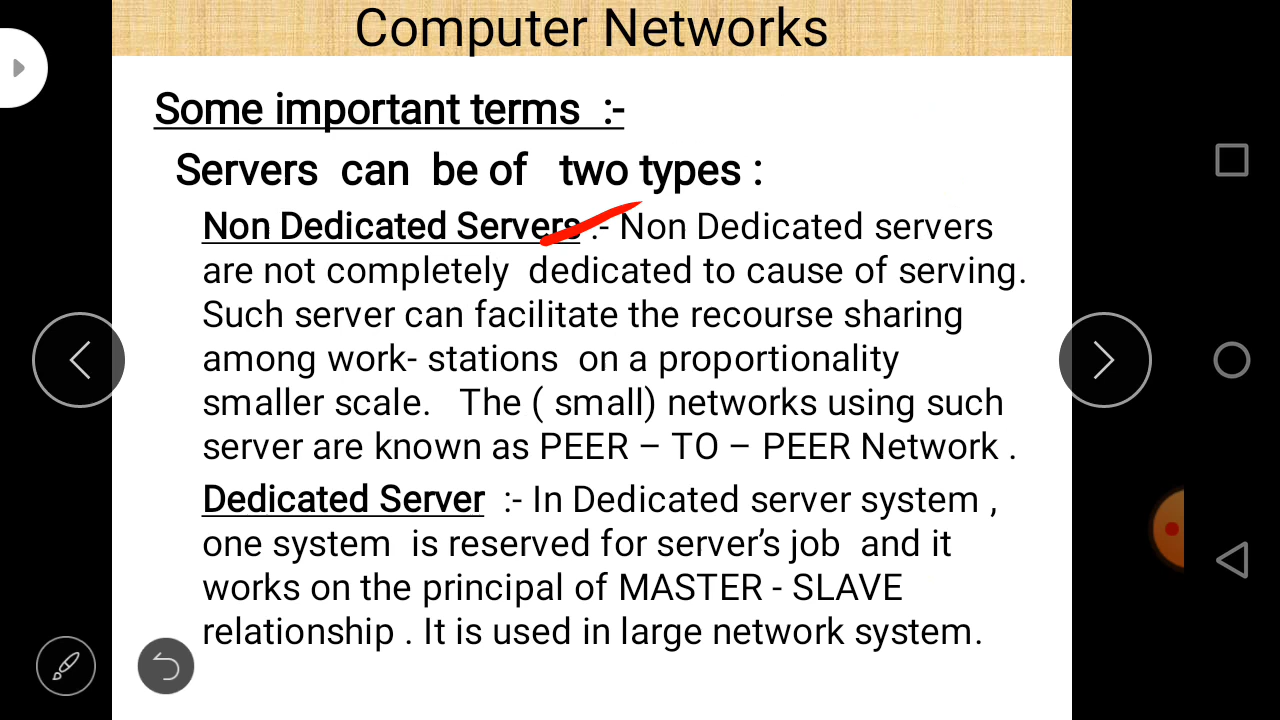 Computer Networks
Some important terms :-
Servers can be of two types :
Non Dedicated Servers :- Non Dedicated servers
are not completely dedicated to cause of serving.
Such server can facilitate the recourse sharing
among work- stations on a proportionality
smaller scale. The ( small) networks using such
server are known as PEER – TO – PEER Network .
Dedicated Server :- In Dedicated server system ,
one system is reserved for server’s job and it
works on the principal of MASTER - SLAVE
relationship . It is used in large network system.